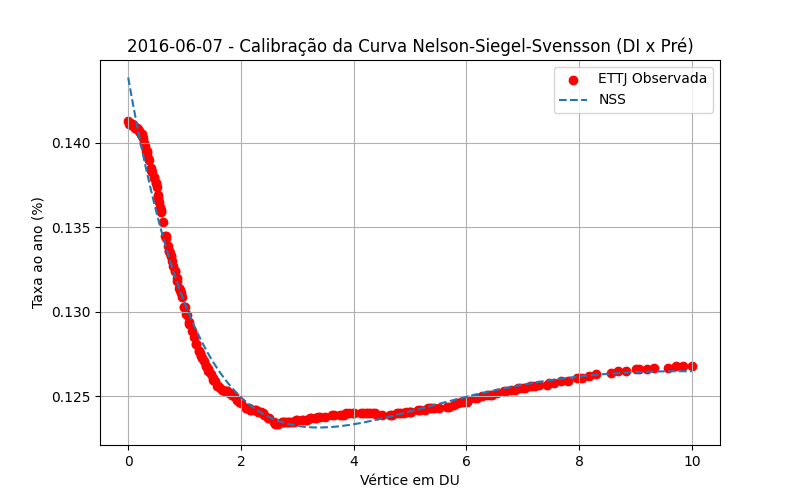 2016-06-07 - Calibração da Curva Nelson-Siegel-Svensson (DI x Pré)
ETTJ Observada
NSS
Taxa ao ano (%)
0.140
0.135
0.130
0.125
0 2 4 6 8 10
Vértice em DU